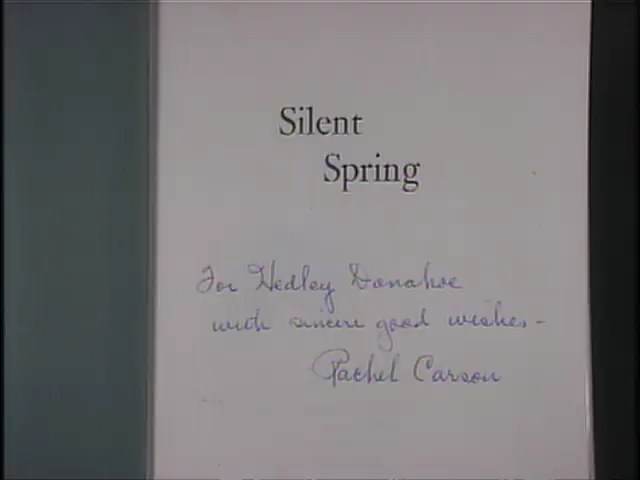 Silent
Spring
For Hedley Donahoe
with sincere good wishes -
Rachel Carson